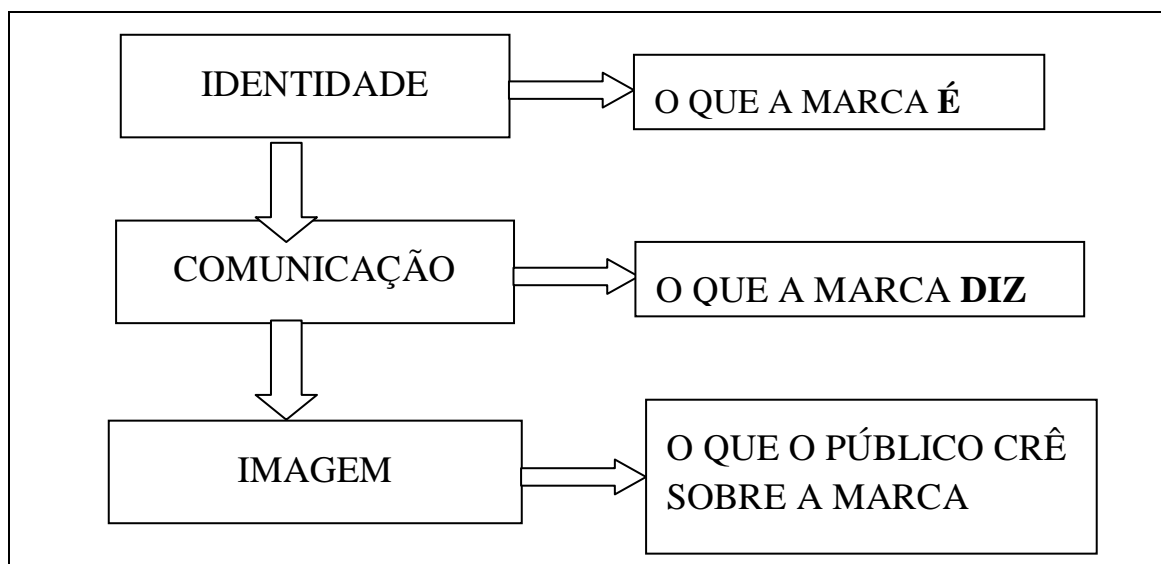 IDENTIDADE
O QUE A MARCA É
COMUNICAÇÃO
O QUE A MARCA DIZ
IMAGEM
O QUE O PÚBLICO CRÊ
SOBRE A MARCA